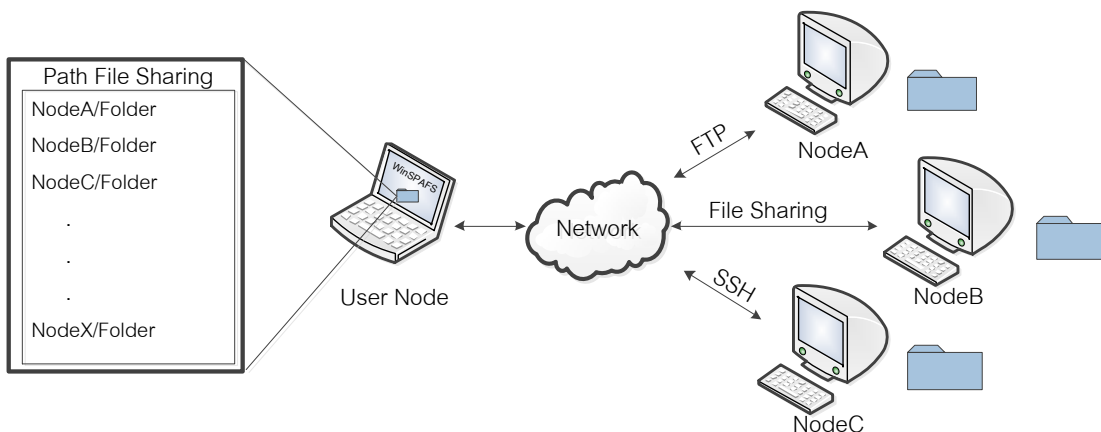 Path File Sharing
NodeA/Folder
NodeB/Folder
NodeC/Folder
.
.
.
NodeX/Folder
WinSPAFS
User Node
Network
FTP
File Sharing
SSH
NodeA
NodeB
NodeC